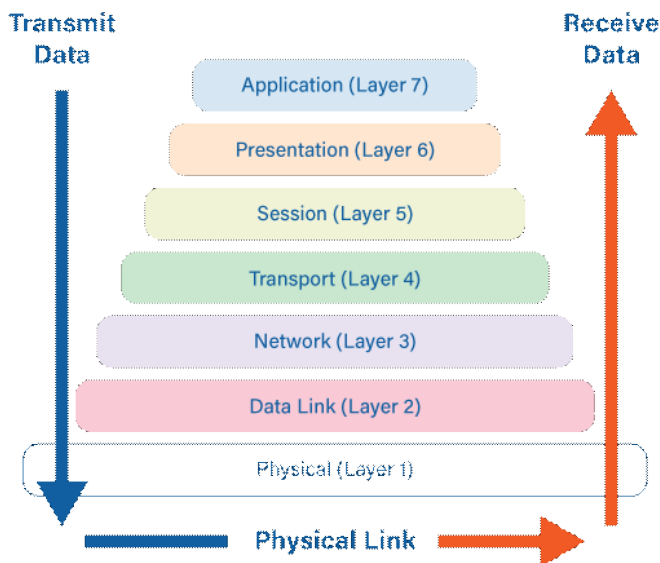 Transmit
Data
Receive
Data
Application (Layer 7)
Presentation (Layer 6)
Session (Layer 5)
Transport (Layer 4)
Network (Layer 3)
Data Link (Layer 2)
Physical (Layer 1)
Physical Link